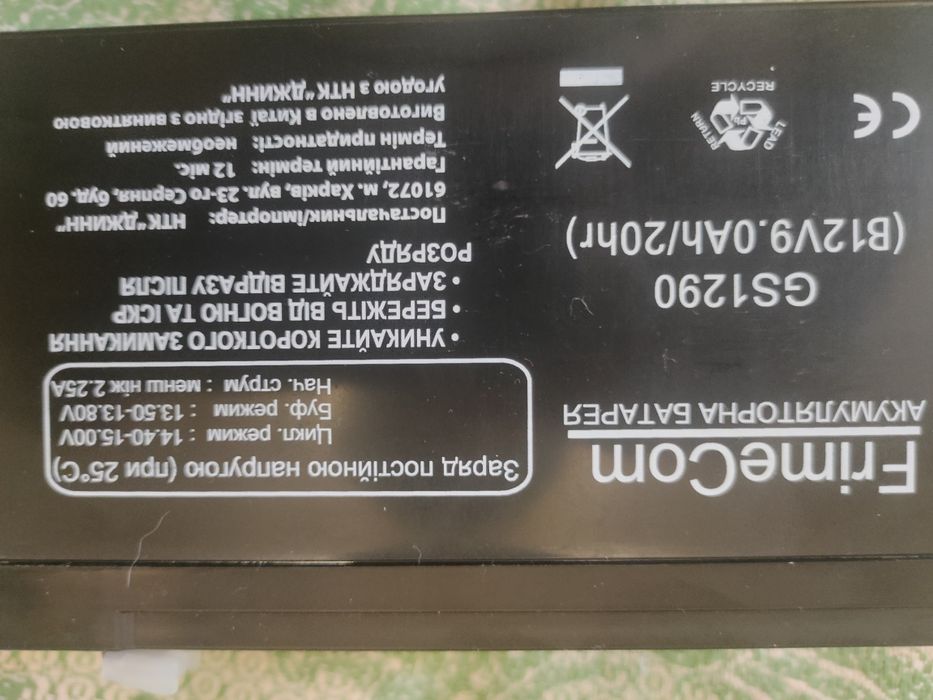 FrimeCom
АКУМУЛЯТОРНА БАТАРЕЯ
GS1290
(B12V9.0Ah/20hr)
CE
LEAD
RETURN
RECYCLE
Pb
Заряд постійною напругою (при 25°C)
Цикл. режим : 14.40-15.00V
Буф. режим : 13.50-13.80V
Нач. струм : менш ніж 2.25A
• УНИКАЙТЕ КОРОТКОГО ЗАМИКАННЯ
• БЕРЕЖІТЬ ВІД ВОГНЮ ТА ІСКР
• ЗАРЯДЖАЙТЕ ВІДРАЗУ ПІСЛЯ
РОЗРЯДУ
Постачальник/Імпортер: НТК "ДЖИНН"
61072, м. Харків, вул. 23-го Серпня, буд. 60
Гарантійний термін: 12 міс.
Термін придатності: необмежений
Виготовлено в Китаї згідно з винятковою
угодою з НТК "ДЖИНН"